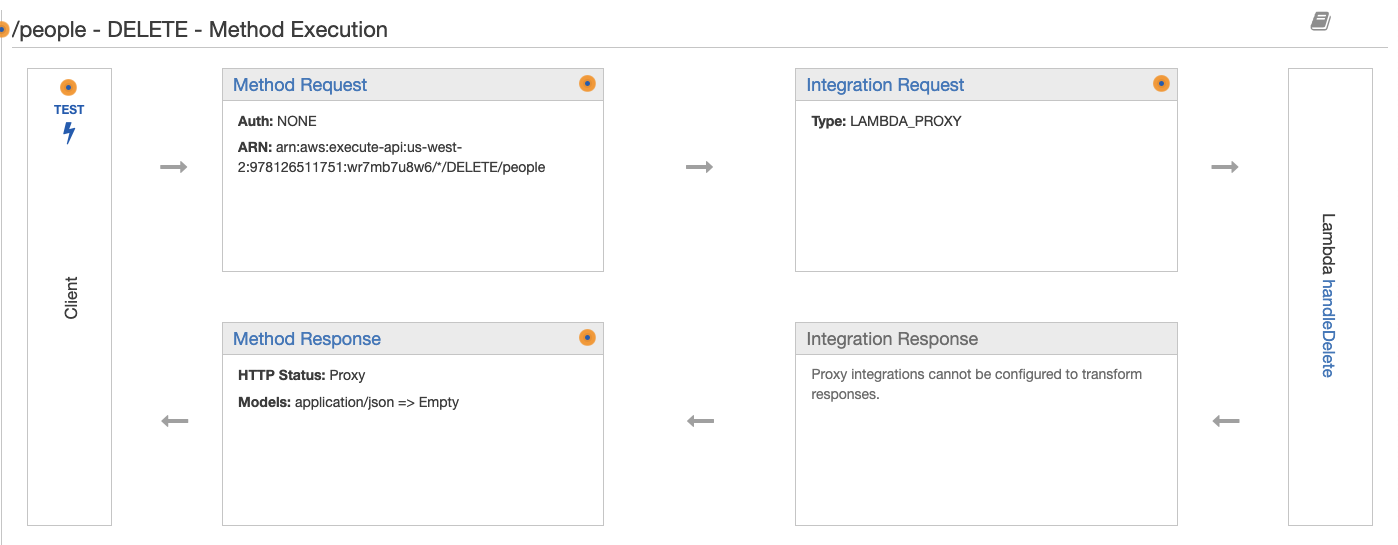 /people - DELETE - Method Execution
TEST
Client
Method Request
Auth: NONE
ARN: arn:aws:execute-api:us-west-
2:978126511751:wr7mb7u8w6/*/DELETE/people
Integration Request
Type: LAMBDA_PROXY
Lambda handleDelete
Method Response
HTTP Status: Proxy
Models: application/json => Empty
Integration Response
Proxy integrations cannot be configured to transform
responses.